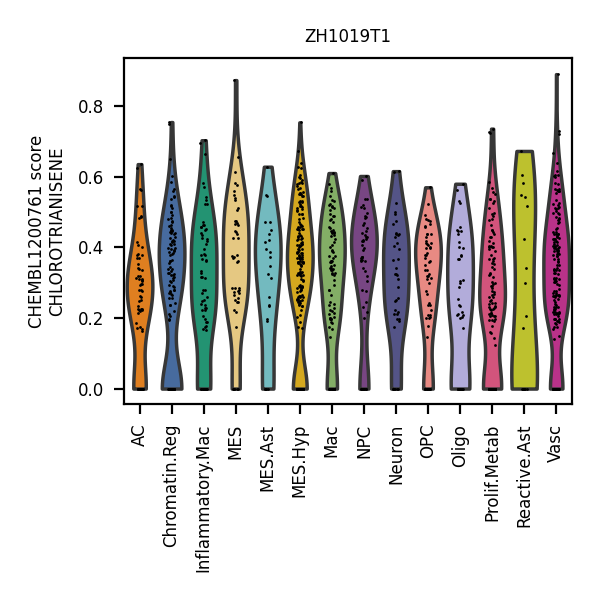 ZH1019T1
CHEMBL1200761 score
CHLOROTRIANISENE
0.8
0.6
0.4
0.2
0.0
AC
Chromatin.Reg
Inflammatory.Mac
MES
MES.Ast
MES.Hyp
Mac
NPC
Neuron
OPC
Oligo
Prolif.Metab
Reactive.Ast
Vasc